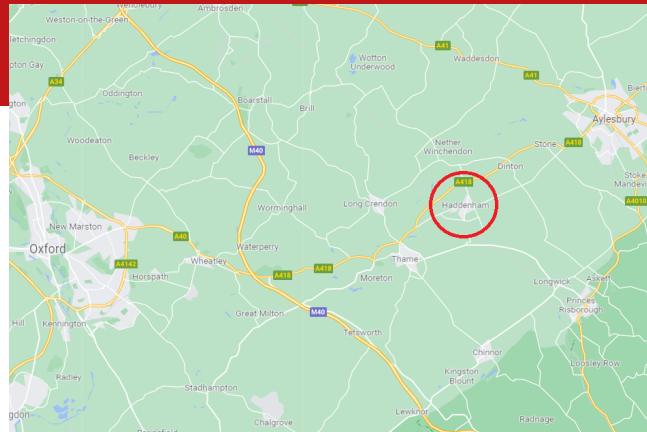 Wendlebury
Ambrosden
Weston-on-the-Green
A41
Waddesdon
Wotton
Underwood
A41
A34
Oddington
Boarstall
Brill
Aylesbury
Nether
Winchendon
Stone
A418
Woodeaton
M40
Beckley
Dinton
A418
A4010
Worminghall
Long Crendon
Haddenham
New Marston
A40
Oxford
Waterperry
A4142
Wheatley
A418
A418
Thame
Horspath
Moreton
Longwick
Askett
Princes
Risborough
Great Milton
M40
Kennington
Tetsworth
Chinnor
Loosley Row
Radley
Kingston
Blount
Stadhampton
Lewknor
Radnage
Chalgrove